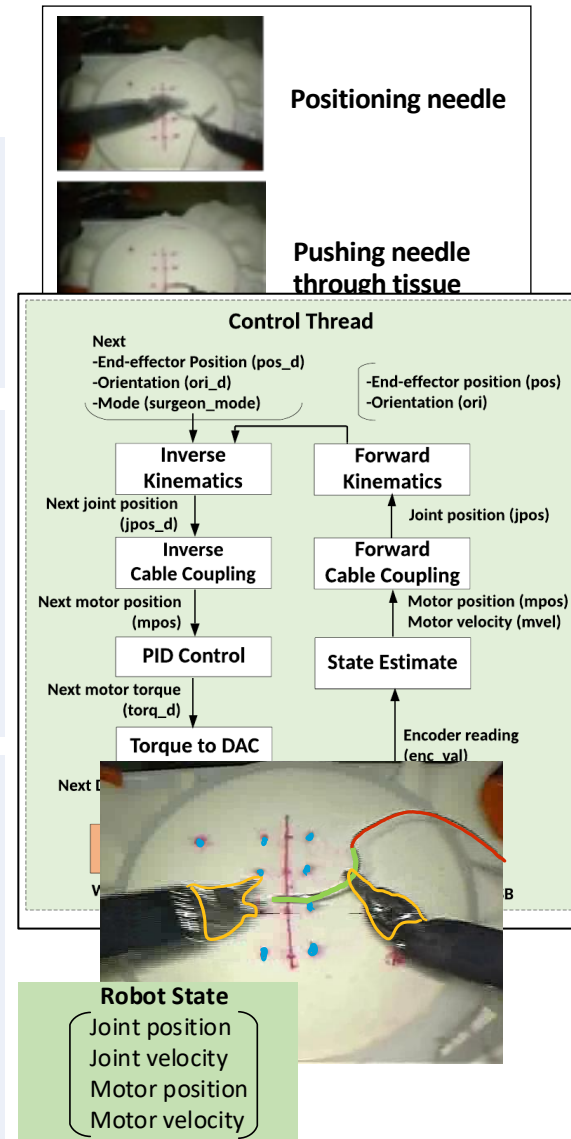 Positioning needle
Pushing needle
through tissue
Control Thread
Next
-End-effector Position (pos_d)
-Orientation (ori_d)
-Mode (surgeon_mode)
-End-effector position (pos)
-Orientation (ori)
Inverse
Kinematics
Forward
Kinematics
Next joint position
(jpos_d)
Joint position (jpos)
Inverse
Cable Coupling
Forward
Cable Coupling
Next motor position
(mpos)
Motor position (mpos)
Motor velocity (mvel)
PID Control
State Estimate
Next motor torque
(torq_d)
Torque to DAC
Encoder reading
(enc_val)
Next
Robot State
Joint position
Joint velocity
Motor position
Motor velocity